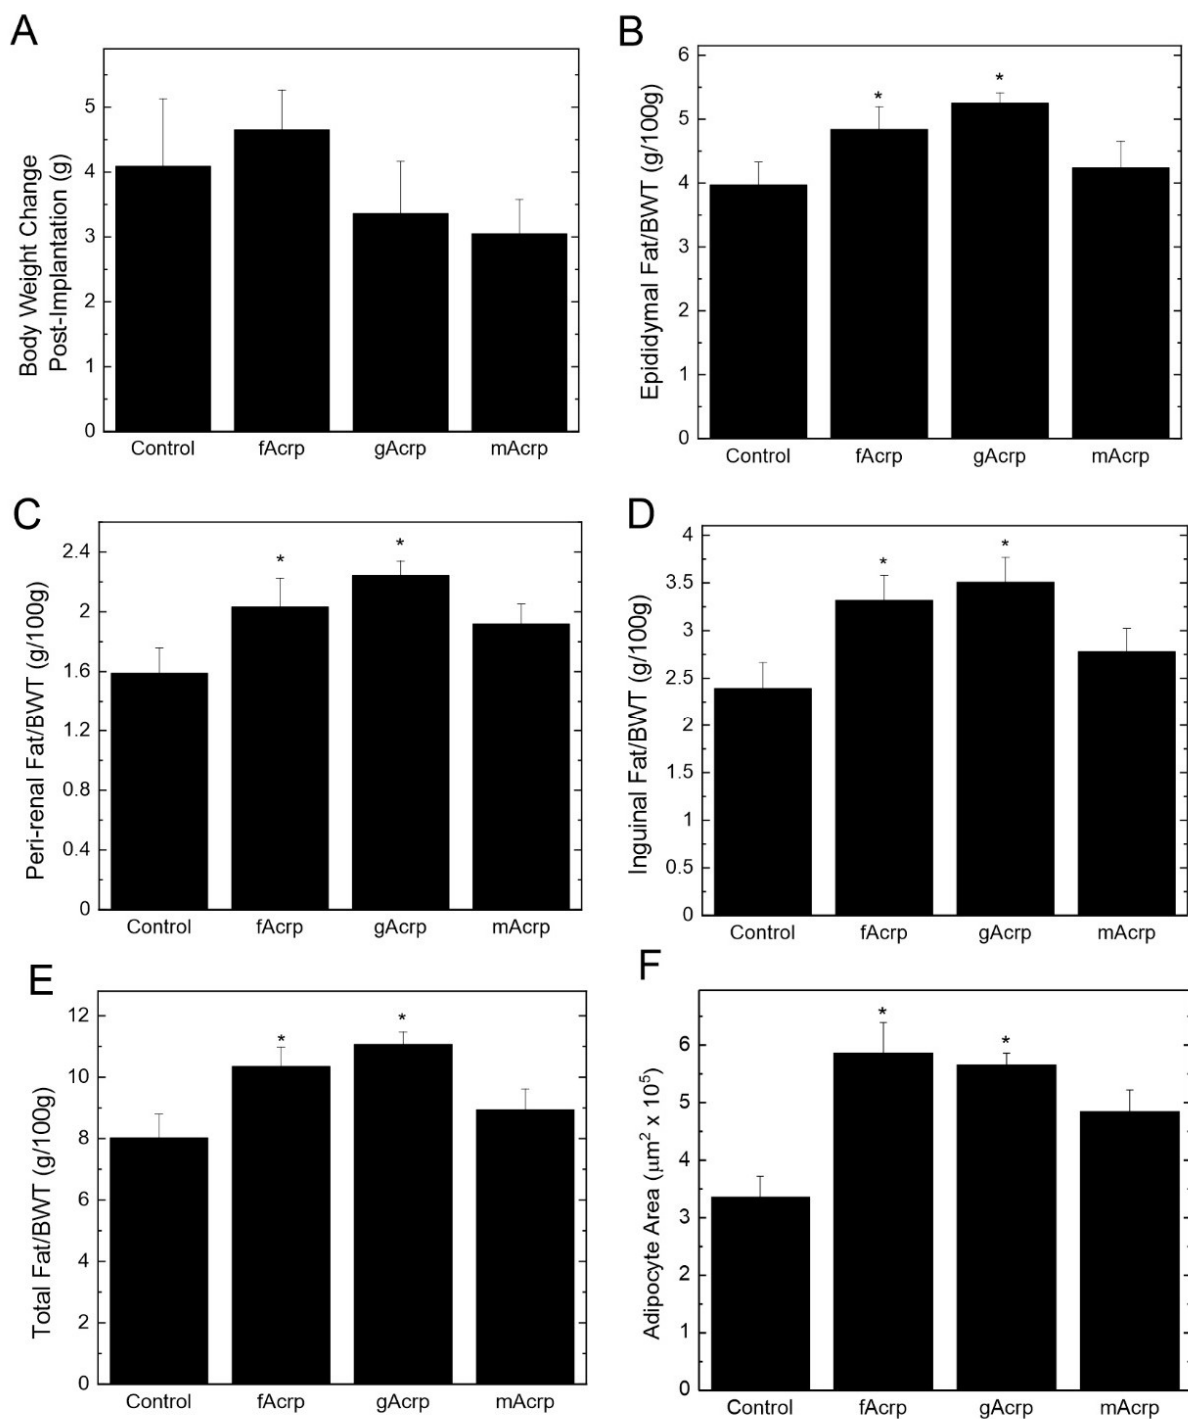 A
Body Weight Change
Post-Implantation (g)
5
4
3
2
1
0
Control fAcrp gAcrp mAcrp
B
Epididymal Fat/BWT (g/100g)
6
5
4
3
2
1
0
* *
Control fAcrp gAcrp mAcrp
C
Peri-renal Fat/BWT (g/100g)
2.4
2
1.6
1.2
0.8
0.4
0
* *
Control fAcrp gAcrp mAcrp
D
Inguinal Fat/BWT (g/100g)
4
3.5
3
2.5
2
1.5
1
0.5
0
* *
Control fAcrp gAcrp mAcrp
E
Total Fat/BWT (g/100g)
12
10
8
6
4
2
0
* *
Control fAcrp gAcrp mAcrp
F
Adipocyte Area (μm² x 10⁵)
6
5
4
3
2
1
0
* *
Control fAcrp gAcrp mAcrp